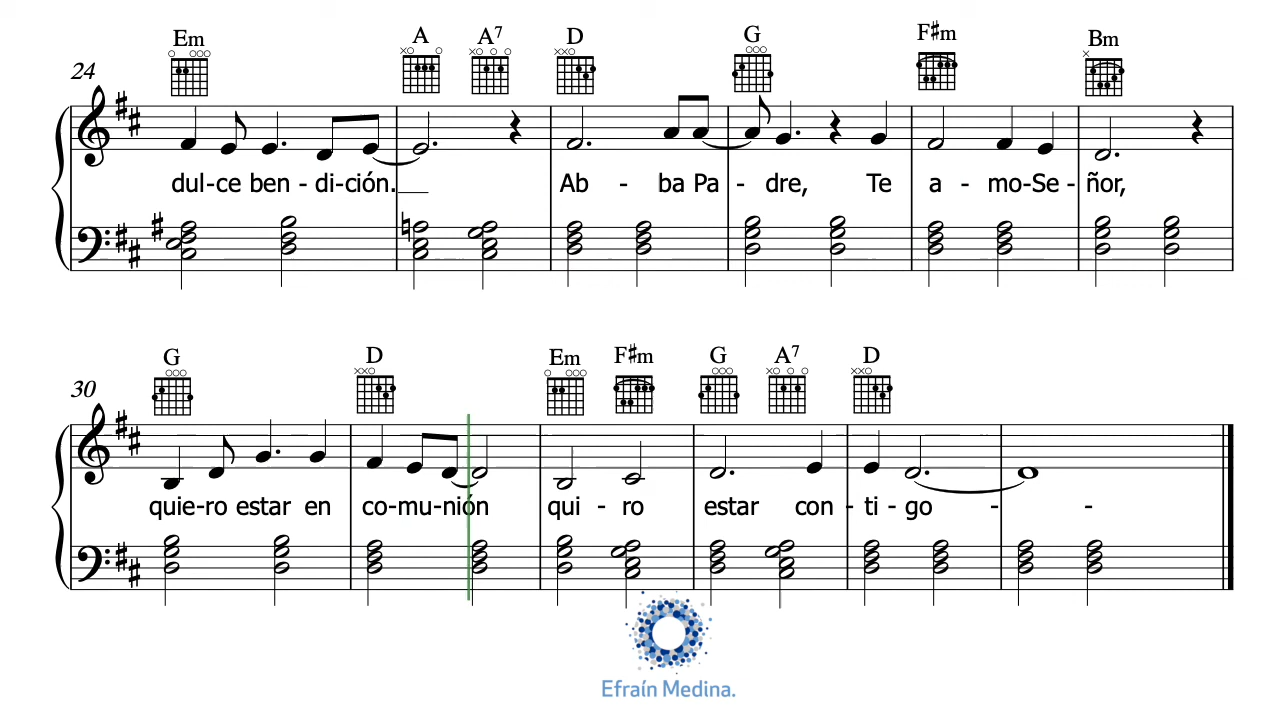 Em A A7 D G F#m Bm
24
dul-ce ben - di-ción.__ Ab - ba Pa - dre, Te a - mo-Se - ñor,
G D Em F#m G A7 D
30
quie-ro estar en co-mu-nión qui - ro estar con - ti - go - -
Efraín Medina.